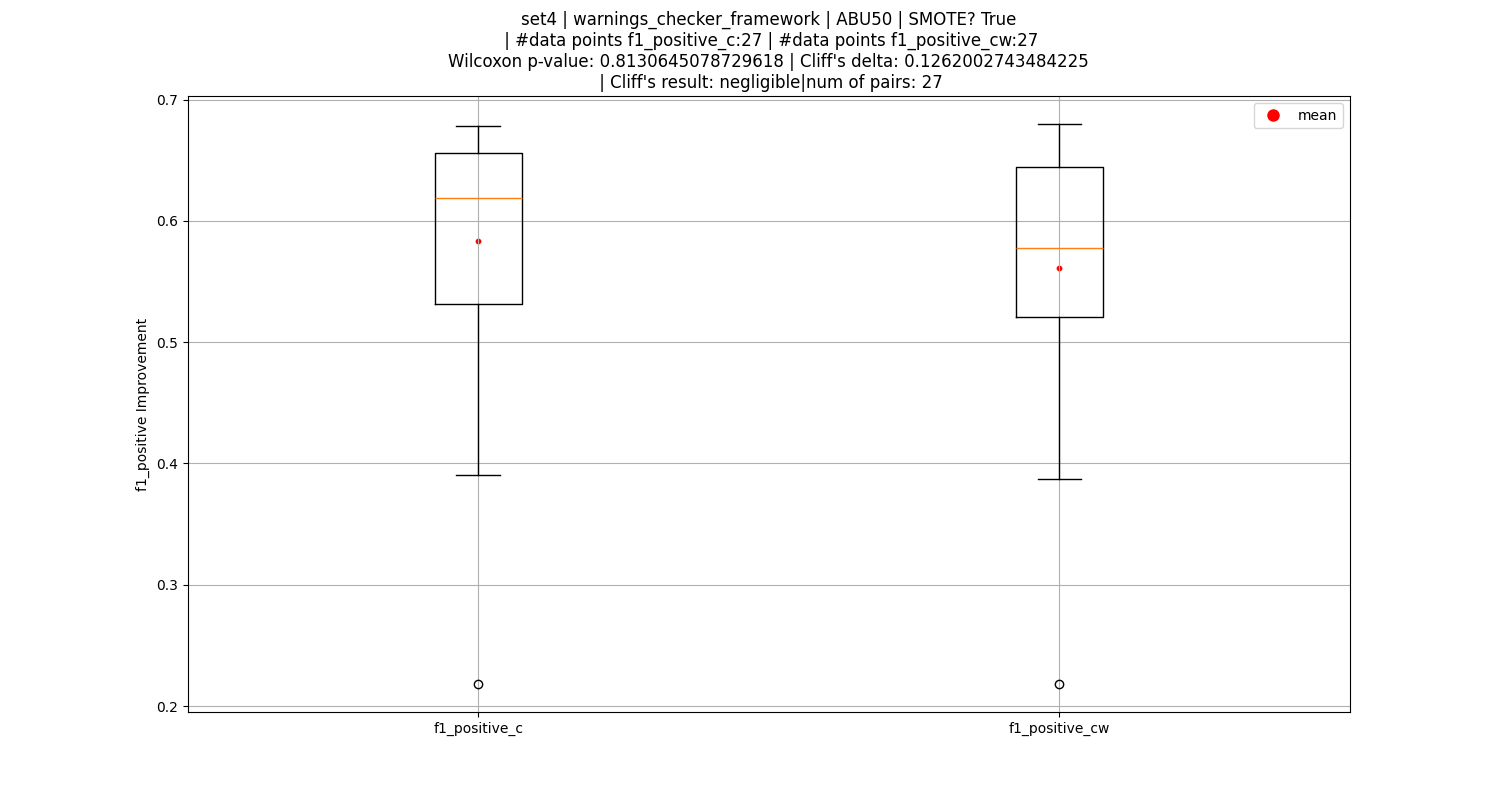 set4 | warnings_checker_framework | ABU50 | SMOTE? True
| #data points f1_positive_c:27 | #data points f1_positive_cw:27
Wilcoxon p-value: 0.8130645078729618 | Cliff's delta: 0.1262002743484225
| Cliff's result: negligible|num of pairs: 27
mean
f1_positive Improvement
0.7
0.6
0.5
0.4
0.3
0.2
f1_positive_c
f1_positive_cw